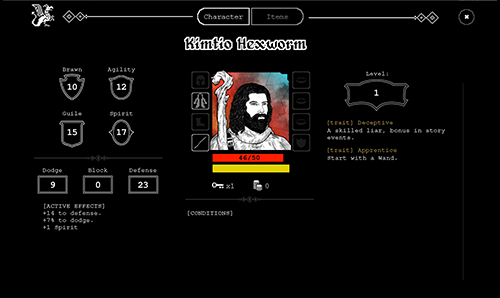 Character
Items
Kimtio Hexworm
Brawn
10
Agility
12
Guile
15
Spirit
17
Dodge
9
Block
0
Defense
23
[ACTIVE EFFECTS]
+14 to defense.
+7% to dodge.
+1 Spirit
46/50
x1
0
[CONDITIONS]
Level:
1
[trait] Deceptive
A skilled liar, bonus in story
events.
[trait] Apprentice
Start with a Wand.